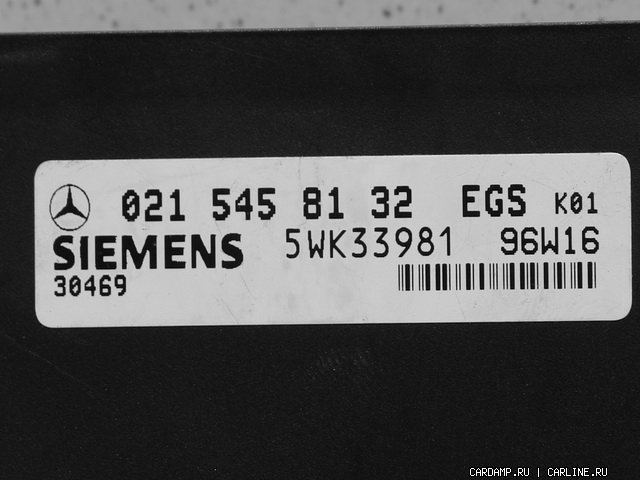 021 545 81 32 EGS K01
SIEMENS 5WK33981 96W16
30469
CARDAMP.RU | CARLINE.RU